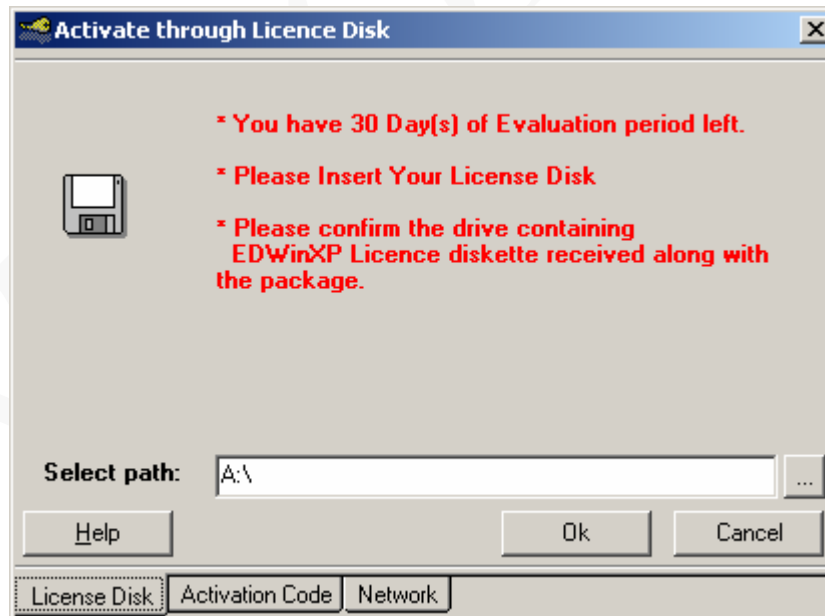 Activate through Licence Disk
* You have 30 Day(s) of Evaluation period left.
* Please Insert Your License Disk
* Please confirm the drive containing
EDWinXP Licence diskette received along with
the package.
Select path:
A:\
...
Help
Ok
Cancel
License Disk
Activation Code
Network